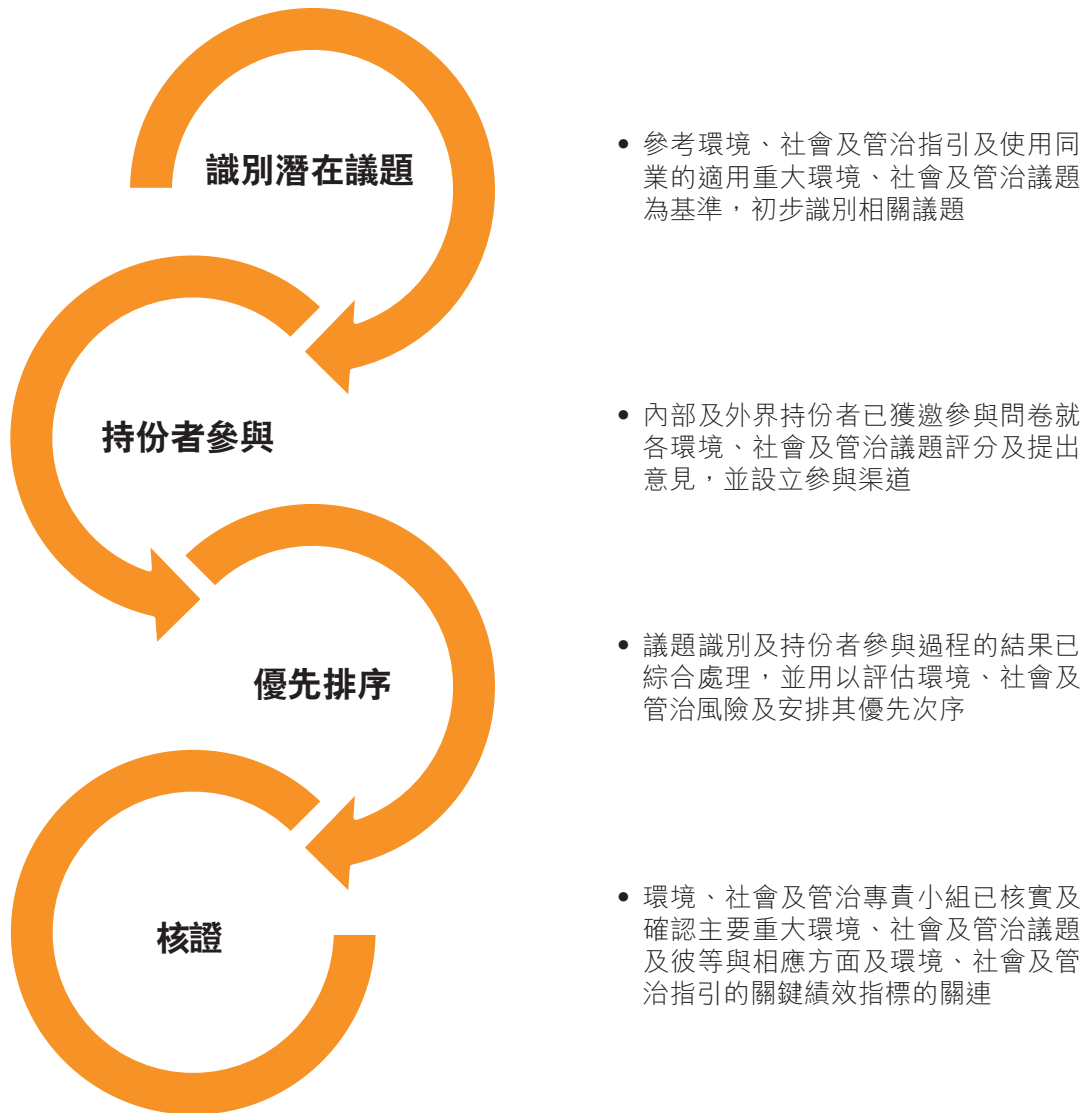 識別潛在議題
• 參考環境、社會及管治指引及使用同
業的適用重大環境、社會及管治議題
為基準，初步識別相關議題
持份者參與
• 內部及外界持份者已獲邀參與問卷就
各環境、社會及管治議題評分及提出
意見，並設立參與渠道
優先排序
• 議題識別及持份者參與過程的結果已
綜合處理，並用以評估環境、社會及
管治風險及安排其優先次序
核證
• 環境、社會及管治專責小組已核實及
確認主要重大環境、社會及管治議題
及彼等與相應方面及環境、社會及管
治指引的關鍵績效指標的關連